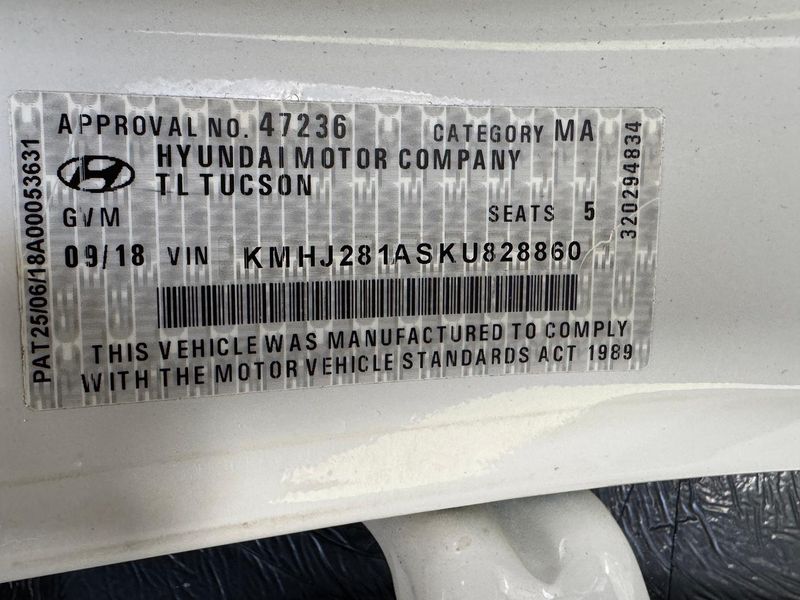 APPROVAL NO. 47236 CATEGORY MA
HYUNDAI MOTOR COMPANY
TL TUCSON
GVM SEATS 5
09/18 VIN KMHJ281ASKU828860
THIS VEHICLE WAS MANUFACTURED TO COMPLY
WITH THE MOTOR VEHICLE STANDARDS ACT 1989
PAT25/06/18A00053631
320294834